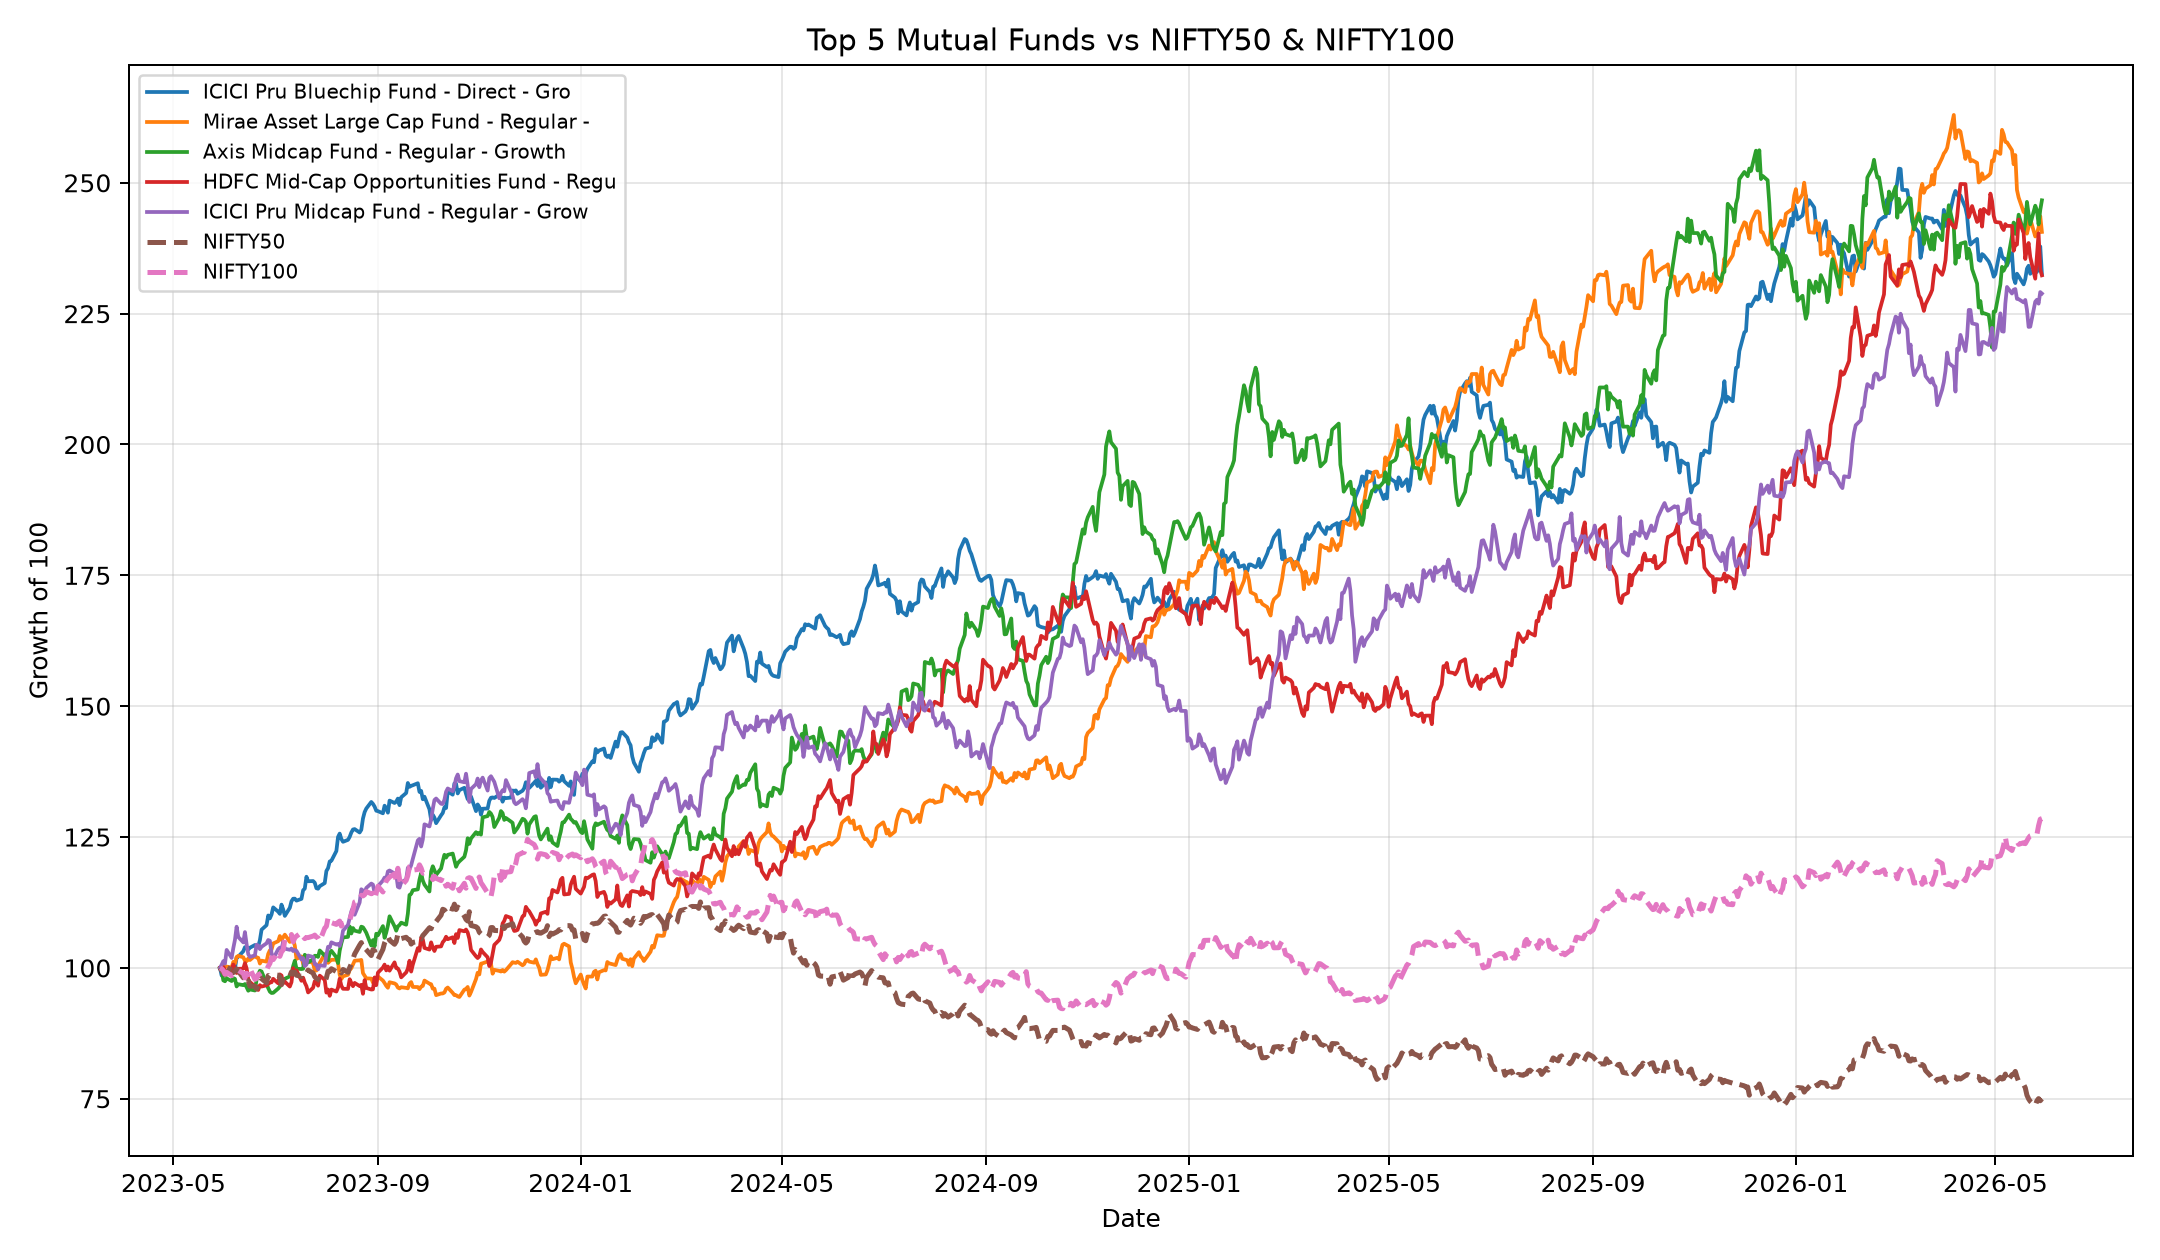 Top 5 Mutual Funds vs NIFTY50 & NIFTY100
ICICI Pru Bluechip Fund - Direct - Gro
Mirae Asset Large Cap Fund - Regular -
Axis Midcap Fund - Regular - Growth
HDFC Mid-Cap Opportunities Fund - Regu
ICICI Pru Midcap Fund - Regular - Grow
NIFTY50
NIFTY100
Growth of 100
250
225
200
175
150
125
100
75
2023-05 2023-09 2024-01 2024-05 2024-09 2025-01 2025-05 2025-09 2026-01 2026-05
Date